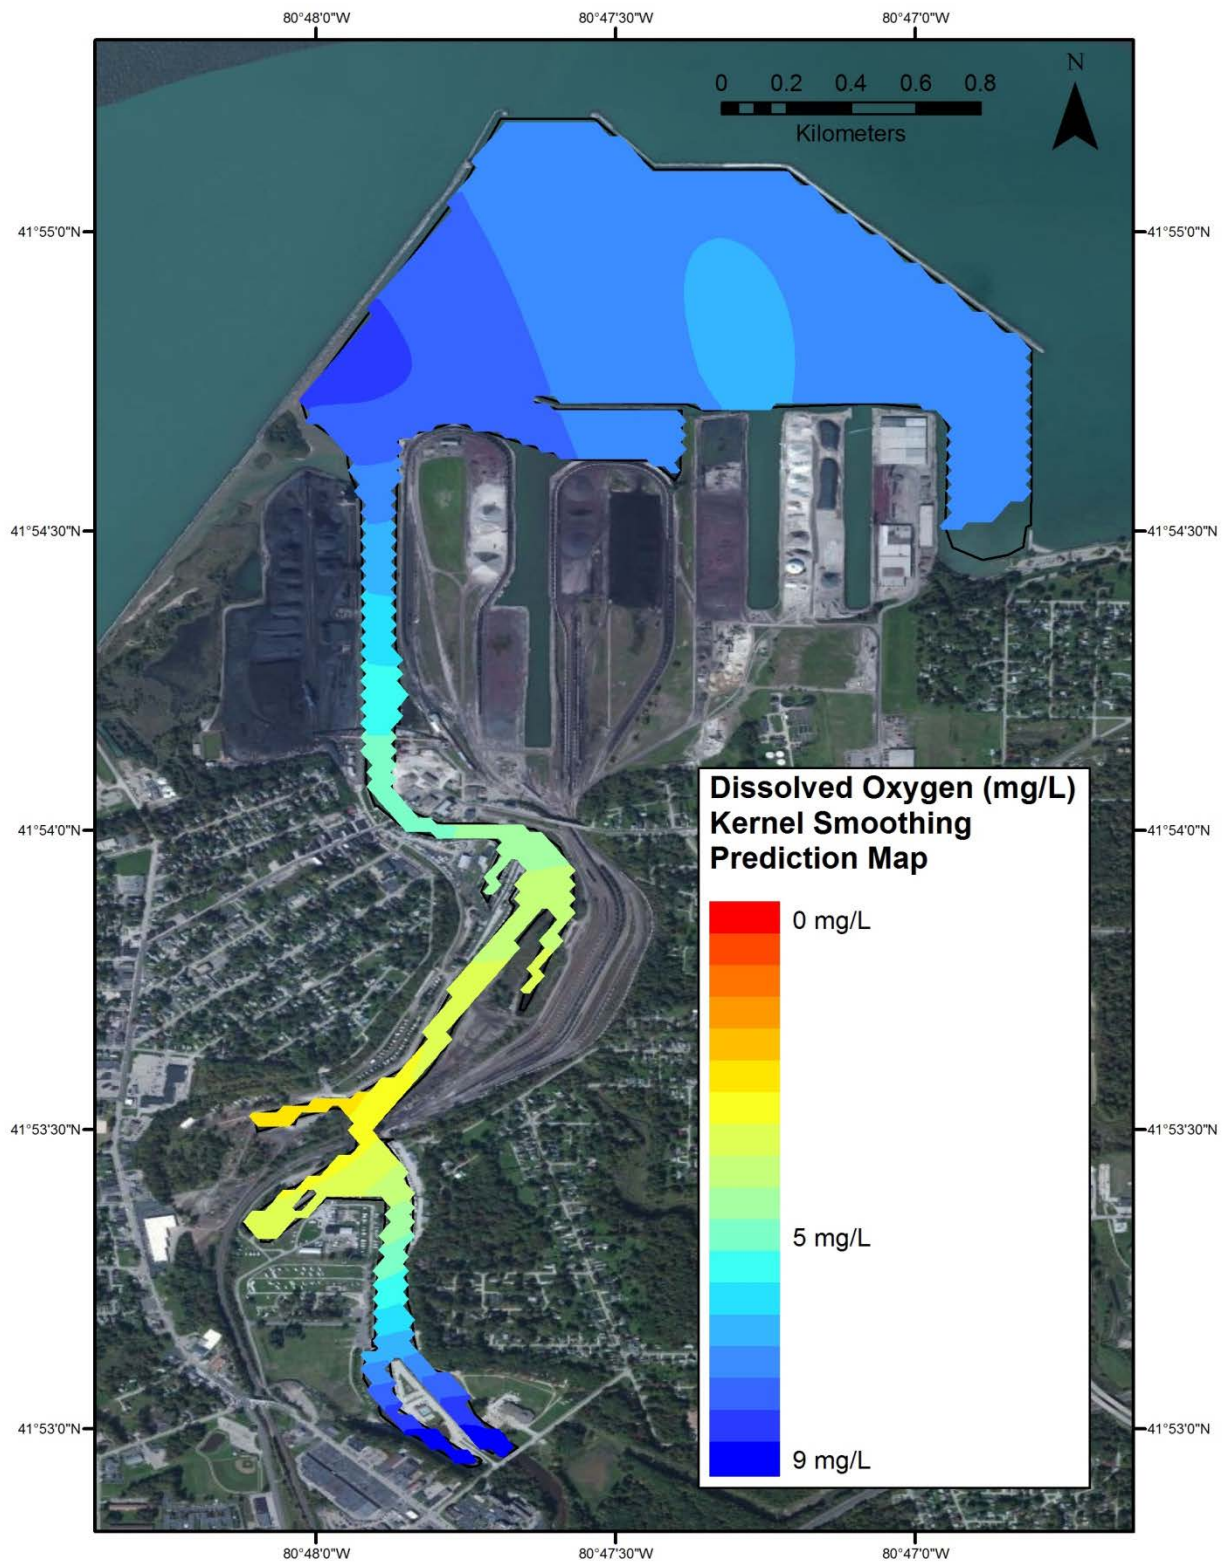 80°48'0"W 80°47'30"W 80°47'0"W
N
0 0.2 0.4 0.6 0.8
Kilometers
41°55'0"N 41°55'0"N
41°54'30"N 41°54'30"N
41°54'0"N 41°54'0"N
41°53'30"N 41°53'30"N
41°53'0"N 41°53'0"N
Dissolved Oxygen (mg/L)
Kernel Smoothing
Prediction Map
0 mg/L
5 mg/L
9 mg/L
80°48'0"W 80°47'30"W 80°47'0"W